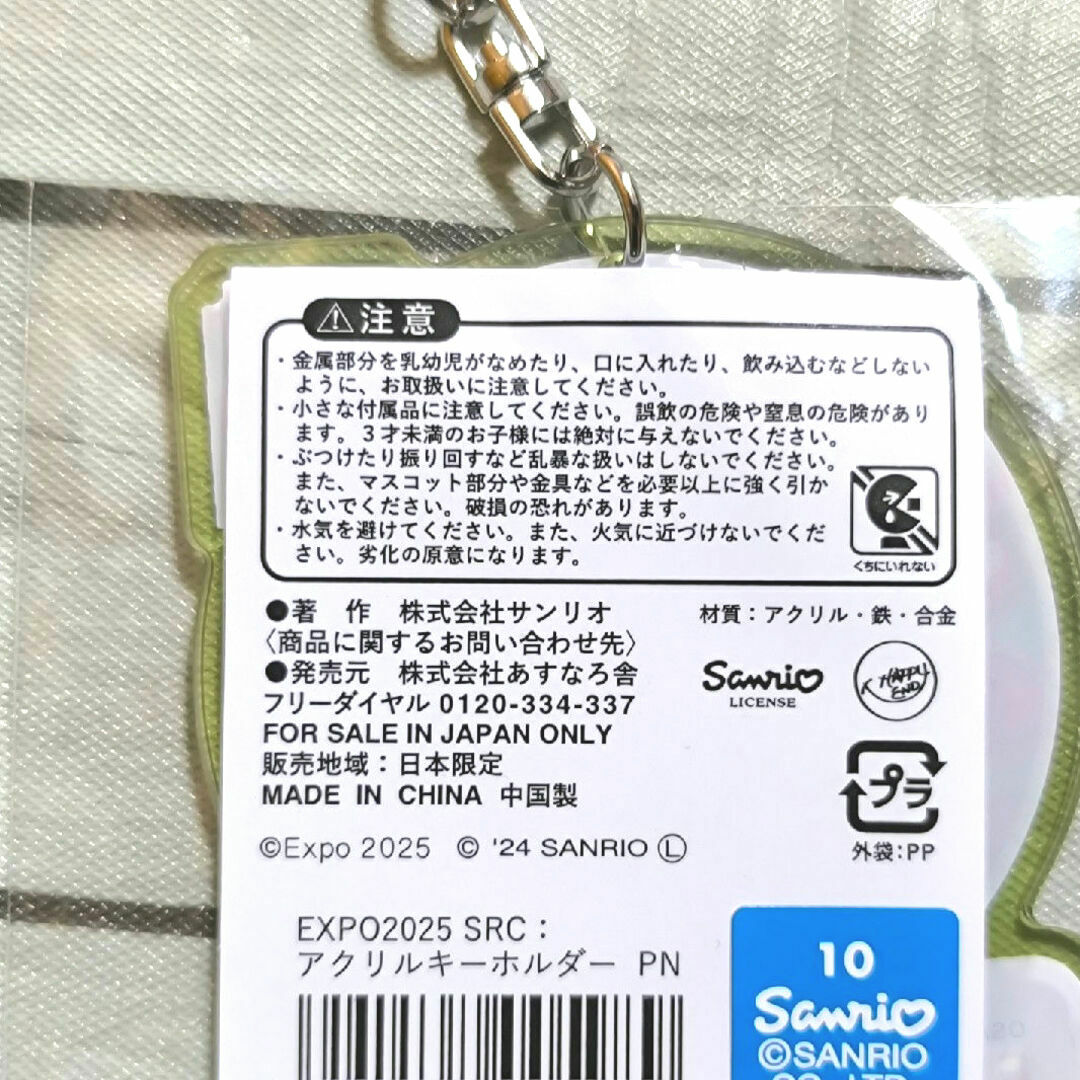 注意
・金属部分を乳幼児がなめたり、口に入れたり、飲み込むなどしない
ように、お取扱いに注意してください。
・小さな付属品に注意してください。誤飲の危険や窒息の危険があり
ます。3才未満のお子様には絶対に与えないでください。
・ぶつけたり振り回すなど乱暴な扱いはしないでください。
また、マスコット部分や金具などを必要以上に強く引か
ないでください。破損の恐れがあります。
・水気を避けてください。また、火気に近づけないでくだ
さい。劣化の原意になります。
くちにいれない
●著 作 株式会社サンリオ
〈商品に関するお問い合わせ先〉
●発売元 株式会社あすなろ舎
フリーダイヤル 0120-334-337
FOR SALE IN JAPAN ONLY
販売地域：日本限定
MADE IN CHINA 中国製
©Expo 2025 © '24 SANRIO Ⓛ
材質：アクリル・鉄・合金
Sanrio
LICENSE
HAPPY
END
プラ
外袋:PP
EXPO2025 SRC：
アクリルキーホルダー PN
10
Sanrio
©SANRIO
CO., LTD.